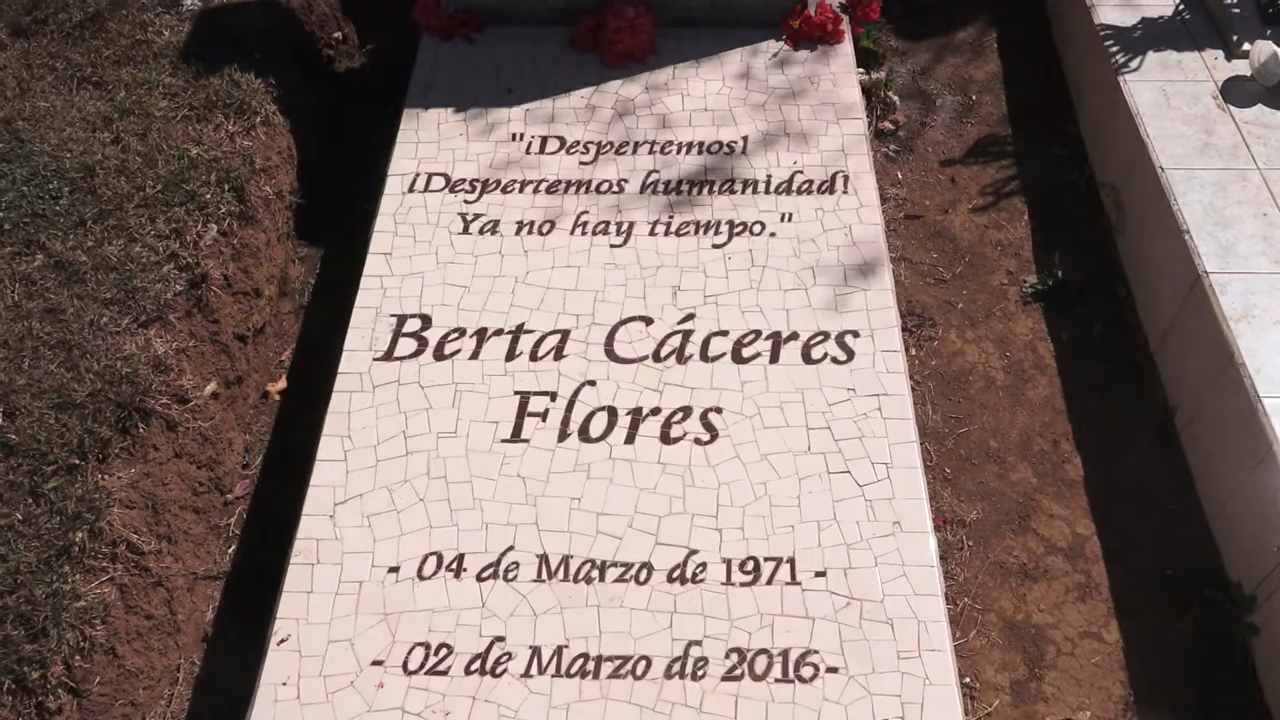 "¡Despertemos!
¡Despertemos humanidad!
Ya no hay tiempo."
Berta Cáceres
Flores
- 04 de Marzo de 1971 -
- 02 de Marzo de 2016-